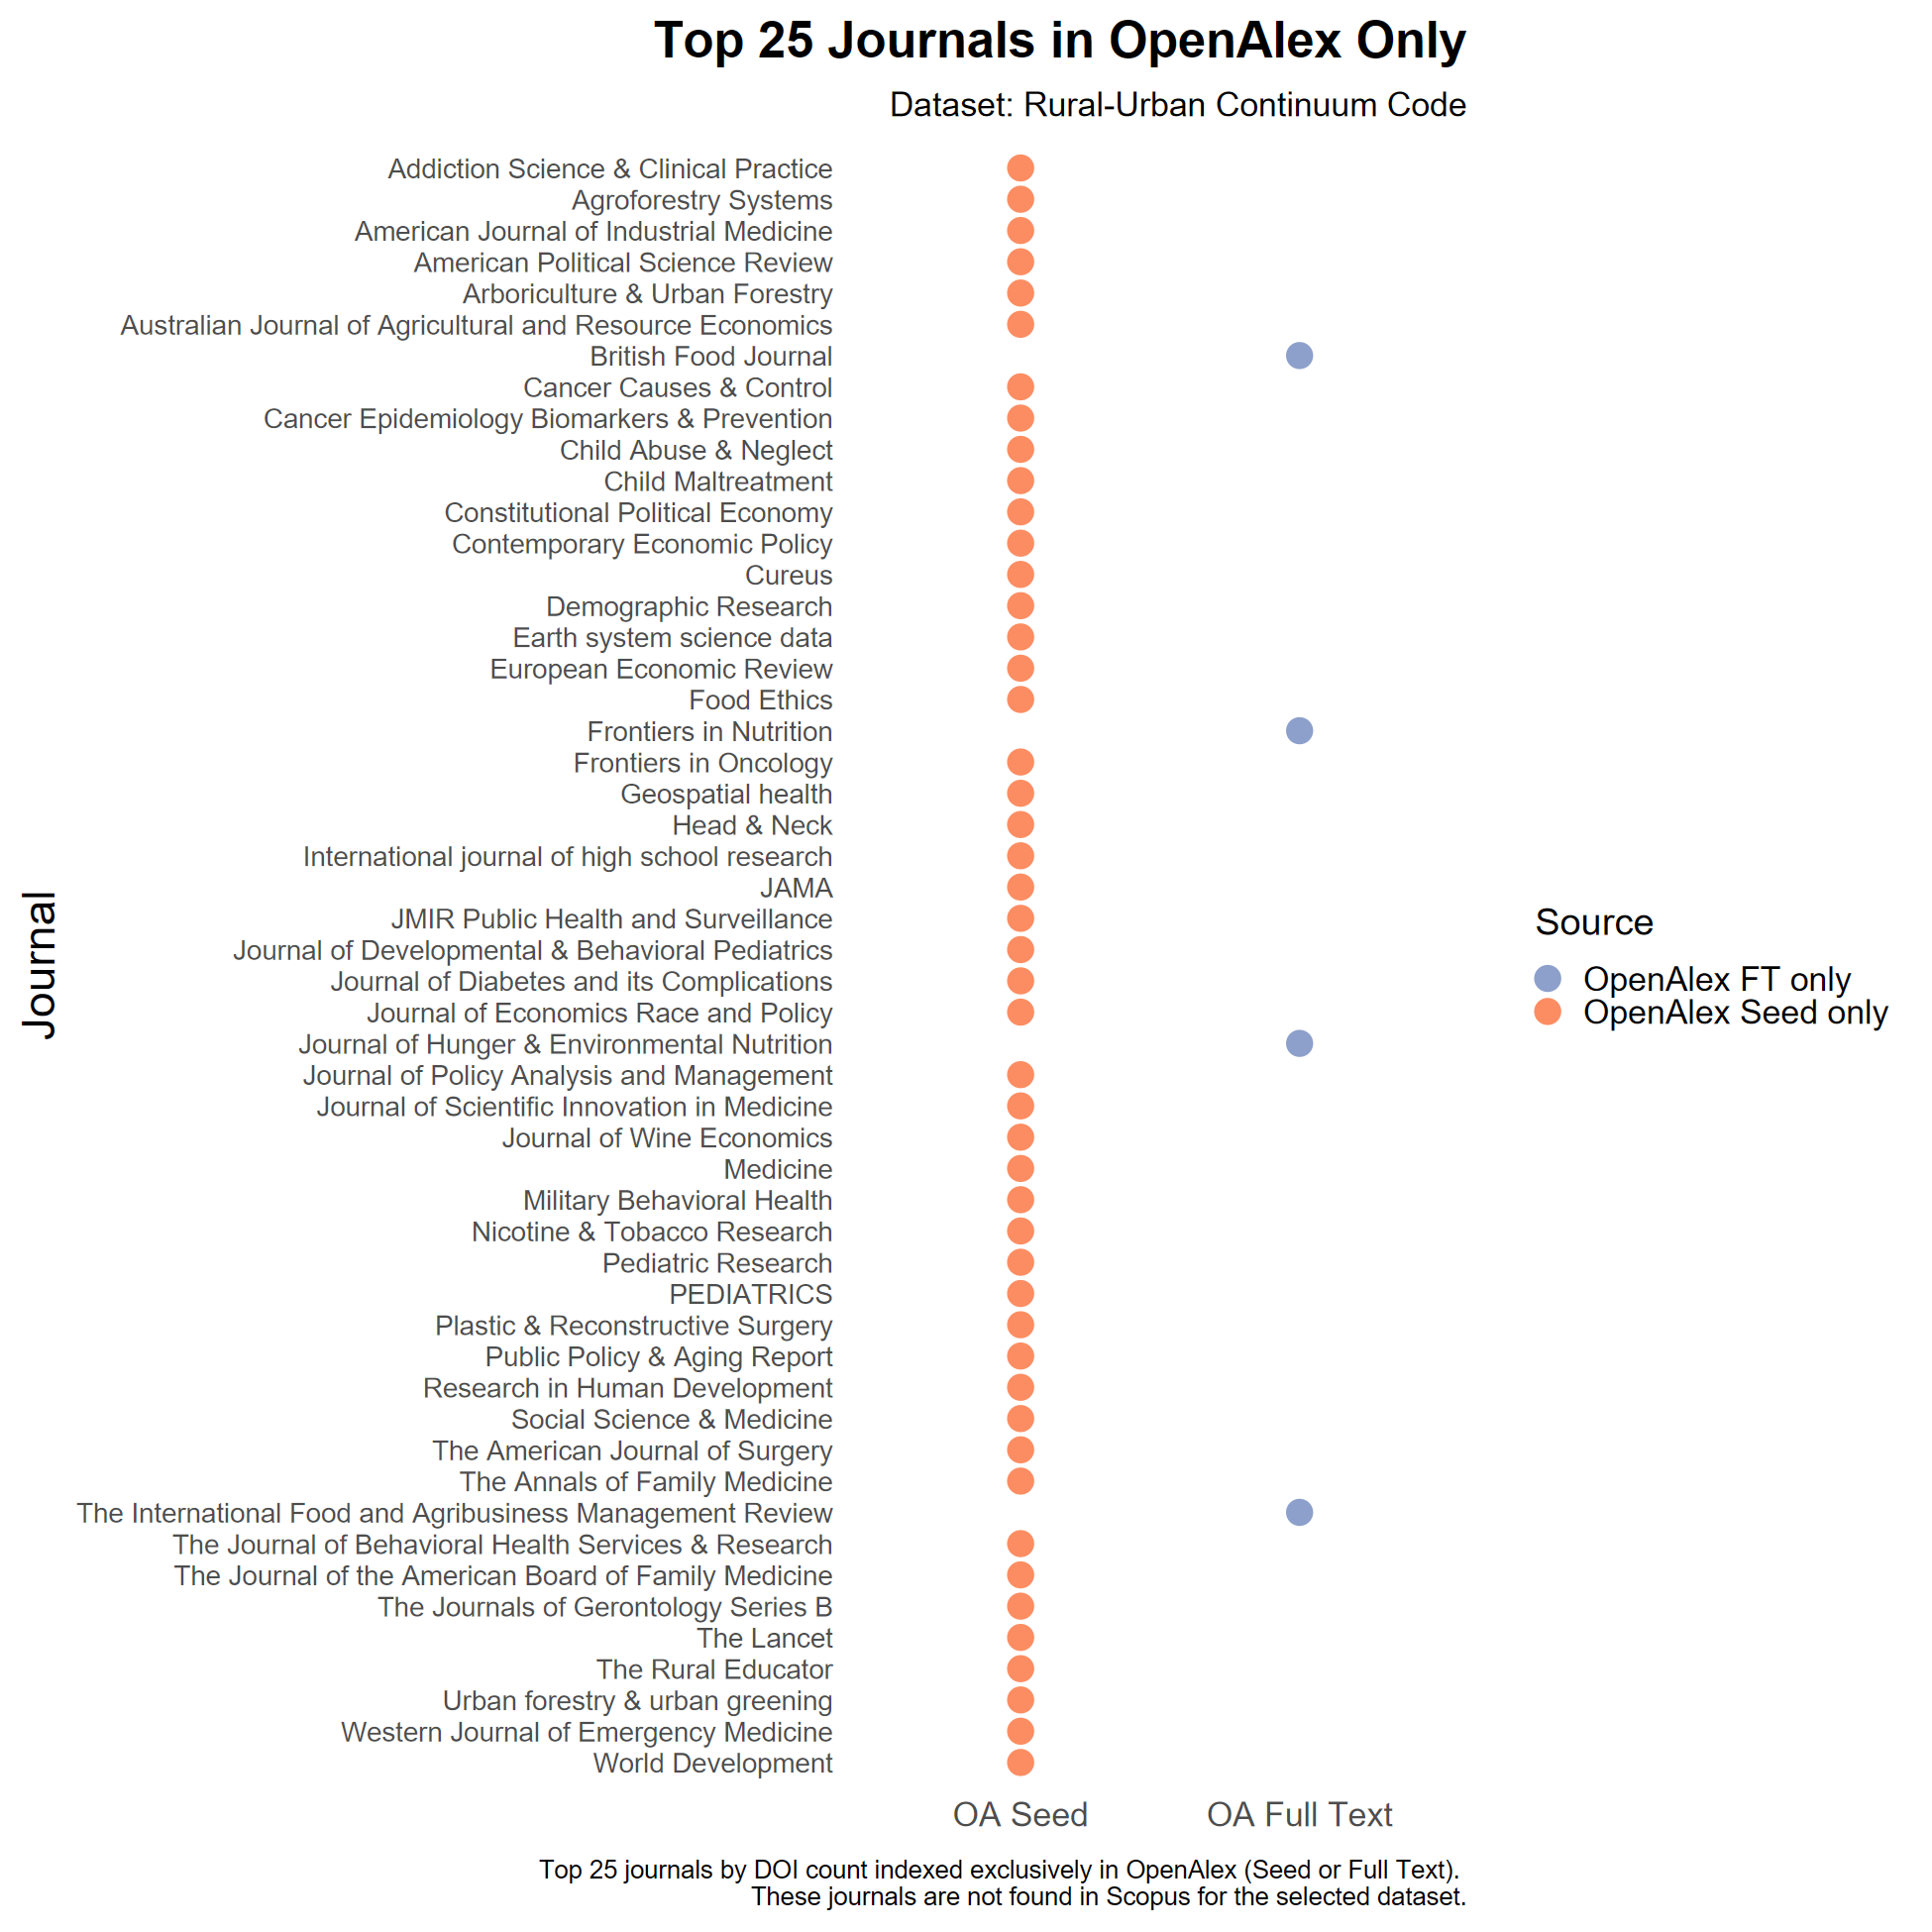 Top 25 Journals in OpenAlex Only
Dataset: Rural-Urban Continuum Code
Journal
Addiction Science & Clinical Practice
Agroforestry Systems
American Journal of Industrial Medicine
American Political Science Review
Arboriculture & Urban Forestry
Australian Journal of Agricultural and Resource Economics
British Food Journal
Cancer Causes & Control
Cancer Epidemiology Biomarkers & Prevention
Child Abuse & Neglect
Child Maltreatment
Constitutional Political Economy
Contemporary Economic Policy
Cureus
Demographic Research
Earth system science data
European Economic Review
Food Ethics
Frontiers in Nutrition
Frontiers in Oncology
Geospatial health
Head & Neck
International journal of high school research
JAMA
JMIR Public Health and Surveillance
Journal of Developmental & Behavioral Pediatrics
Journal of Diabetes and its Complications
Journal of Economics Race and Policy
Journal of Hunger & Environmental Nutrition
Journal of Policy Analysis and Management
Journal of Scientific Innovation in Medicine
Journal of Wine Economics
Medicine
Military Behavioral Health
Nicotine & Tobacco Research
Pediatric Research
PEDIATRICS
Plastic & Reconstructive Surgery
Public Policy & Aging Report
Research in Human Development
Social Science & Medicine
The American Journal of Surgery
The Annals of Family Medicine
The International Food and Agribusiness Management Review
The Journal of Behavioral Health Services & Research
The Journal of the American Board of Family Medicine
The Journals of Gerontology Series B
The Lancet
The Rural Educator
Urban forestry & urban greening
Western Journal of Emergency Medicine
World Development
OA Seed
OA Full Text
Source
OpenAlex FT only
OpenAlex Seed only
Top 25 journals by DOI count indexed exclusively in OpenAlex (Seed or Full Text).
These journals are not found in Scopus for the selected dataset.